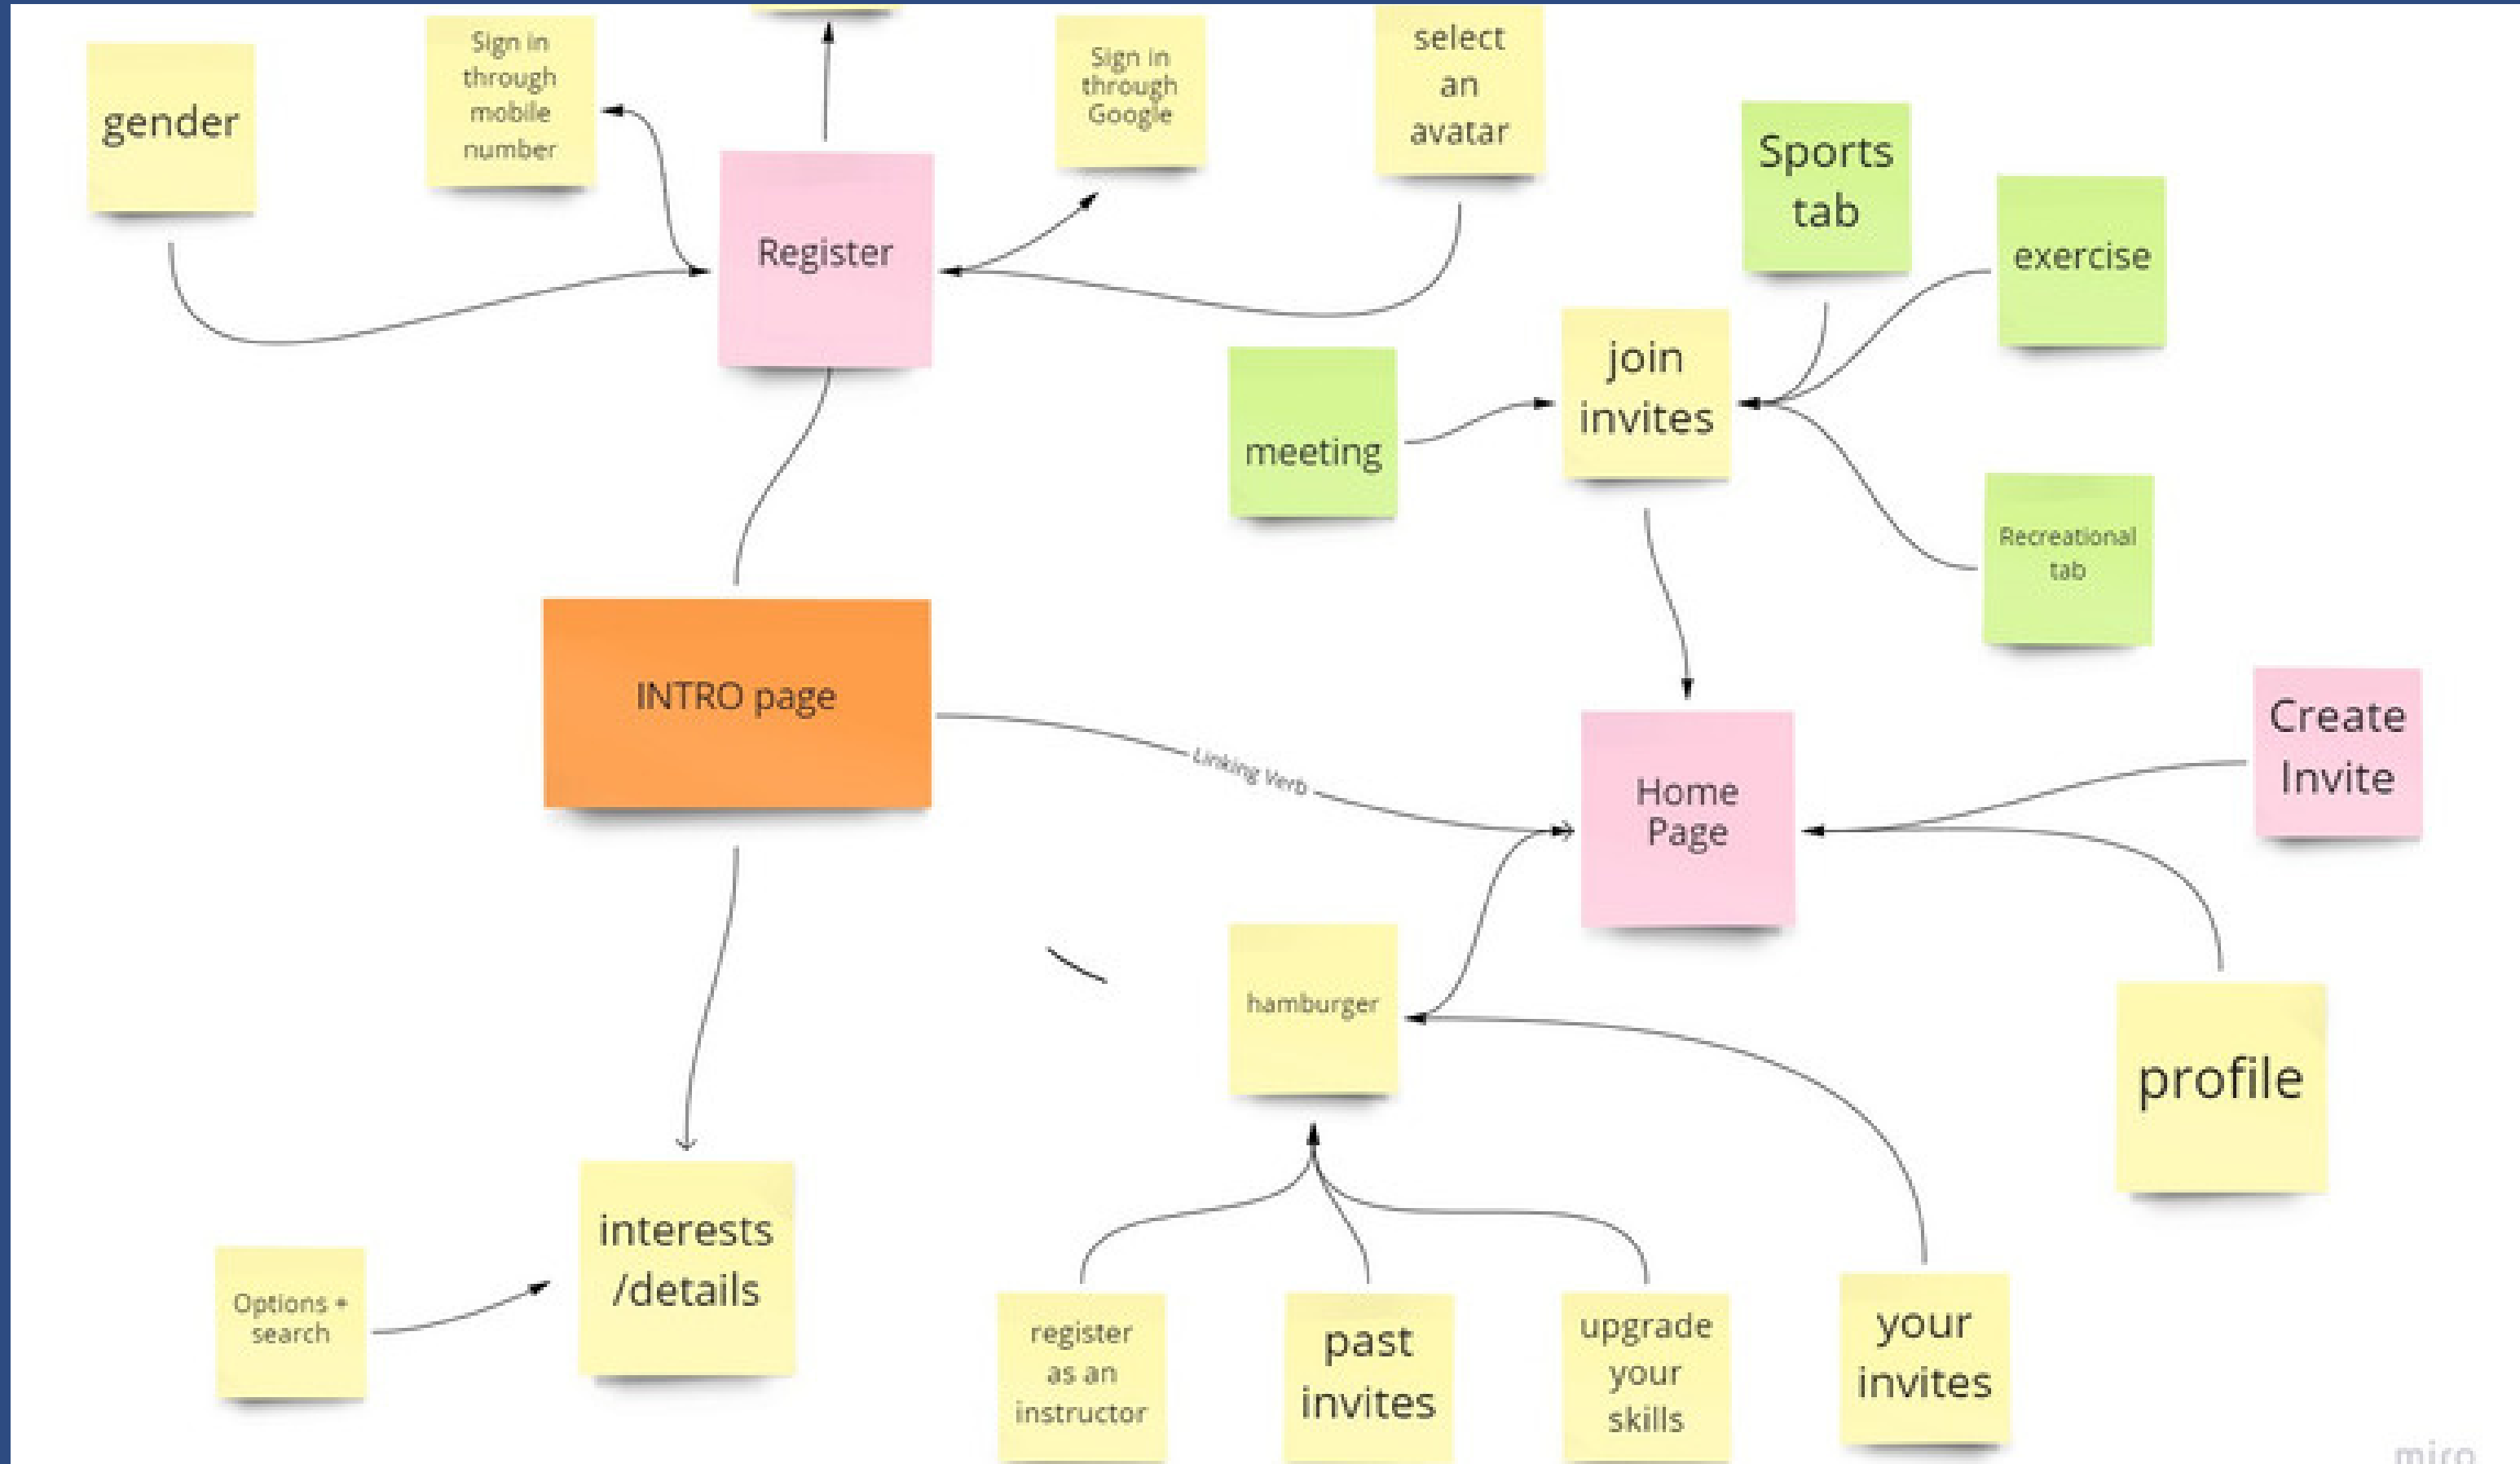 gender
Sign in
through
mobile
number
Sign in
through
Google
select
an
avatar
Register
Sports
tab
exercise
join
invites
meeting
Recreational
tab
INTRO page
Linking Verb
Home
Page
Create
Invite
hamburger
profile
interests
/details
Options +
search
register
as an
instructor
past
invites
upgrade
your
skills
your
invites
miro